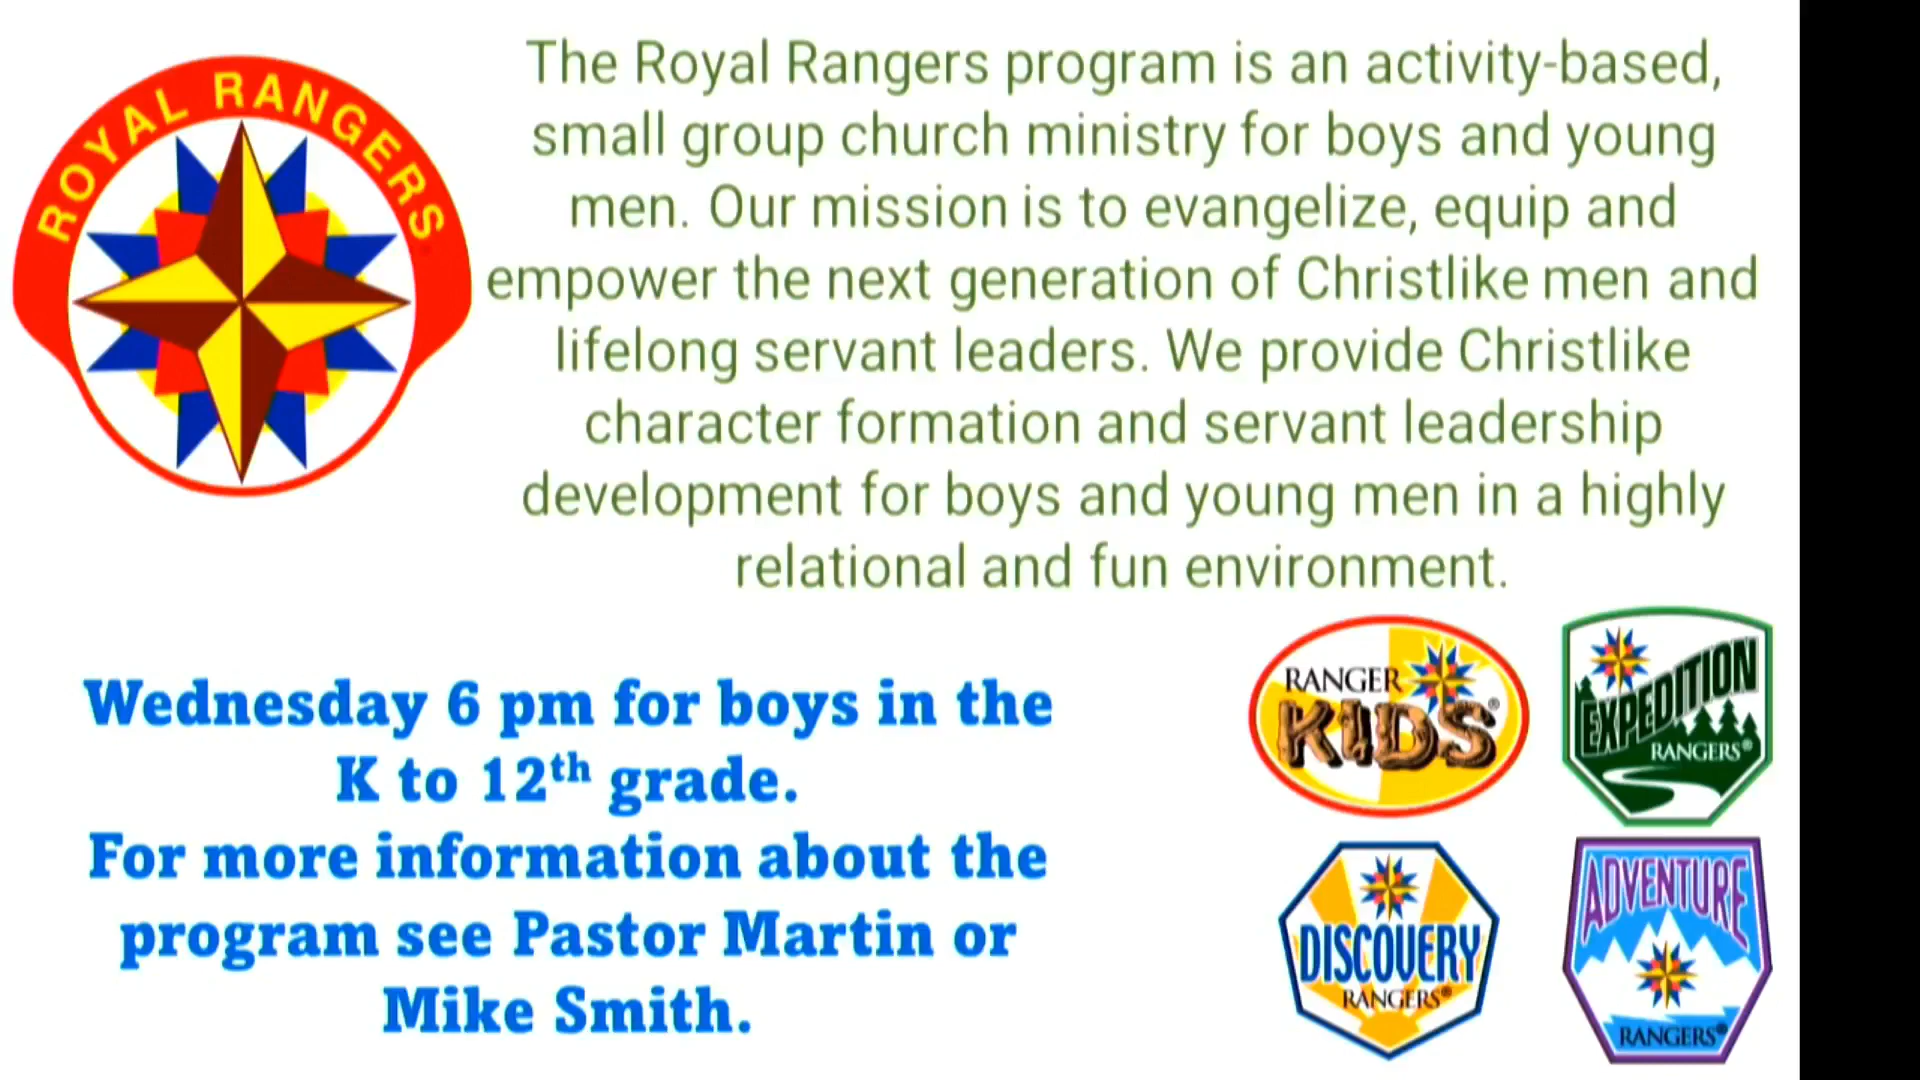 ROYAL RANGERS
The Royal Rangers program is an activity-based,
small group church ministry for boys and young
men. Our mission is to evangelize, equip and
empower the next generation of Christlike men and
lifelong servant leaders. We provide Christlike
character formation and servant leadership
development for boys and young men in a highly
relational and fun environment.
Wednesday 6 pm for boys in the
K to 12th grade.
For more information about the
program see Pastor Martin or
Mike Smith.
RANGER
KIDS®
EXPEDITION
RANGERS®
DISCOVERY
RANGERS®
ADVENTURE
RANGERS®